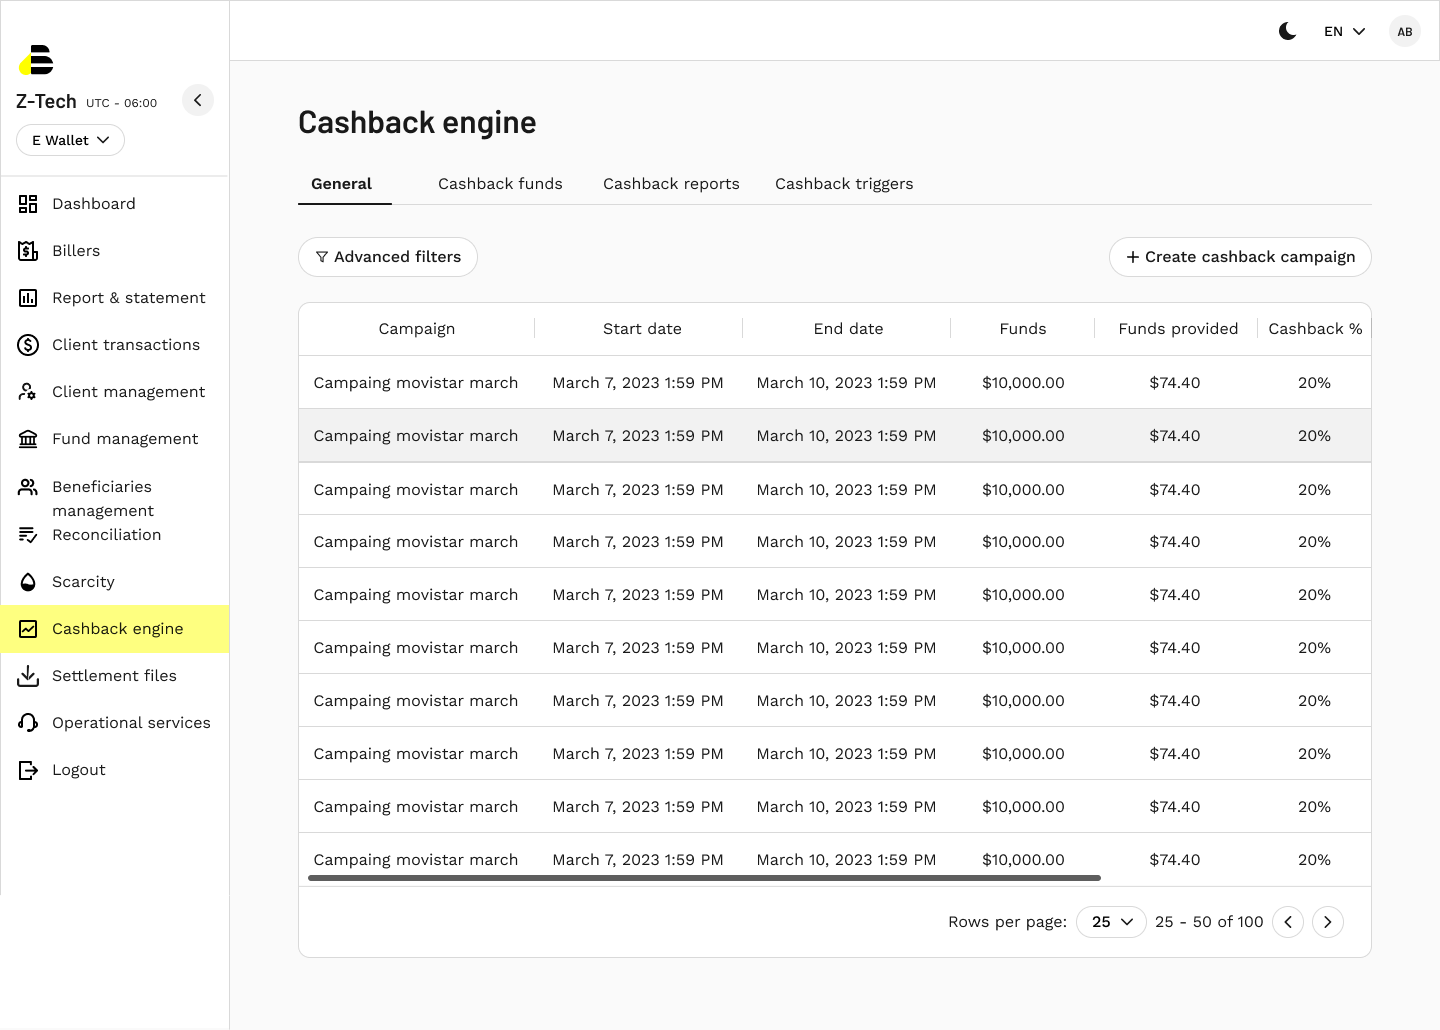 EN
AB
Z-Tech UTC - 06:00
E Wallet
Dashboard
Billers
Report & statement
Client transactions
Client management
Fund management
Beneficiaries
management
Reconciliation
Scarcity
Cashback engine
Settlement files
Operational services
Logout
Cashback engine
General Cashback funds Cashback reports Cashback triggers
Advanced filters + Create cashback campaign
Campaign Start date End date Funds Funds provided Cashback %
Campaing movistar march March 7, 2023 1:59 PM March 10, 2023 1:59 PM $10,000.00 $74.40 20%
Campaing movistar march March 7, 2023 1:59 PM March 10, 2023 1:59 PM $10,000.00 $74.40 20%
Campaing movistar march March 7, 2023 1:59 PM March 10, 2023 1:59 PM $10,000.00 $74.40 20%
Campaing movistar march March 7, 2023 1:59 PM March 10, 2023 1:59 PM $10,000.00 $74.40 20%
Campaing movistar march March 7, 2023 1:59 PM March 10, 2023 1:59 PM $10,000.00 $74.40 20%
Campaing movistar march March 7, 2023 1:59 PM March 10, 2023 1:59 PM $10,000.00 $74.40 20%
Campaing movistar march March 7, 2023 1:59 PM March 10, 2023 1:59 PM $10,000.00 $74.40 20%
Campaing movistar march March 7, 2023 1:59 PM March 10, 2023 1:59 PM $10,000.00 $74.40 20%
Campaing movistar march March 7, 2023 1:59 PM March 10, 2023 1:59 PM $10,000.00 $74.40 20%
Campaing movistar march March 7, 2023 1:59 PM March 10, 2023 1:59 PM $10,000.00 $74.40 20%
Rows per page: 25 25 - 50 of 100